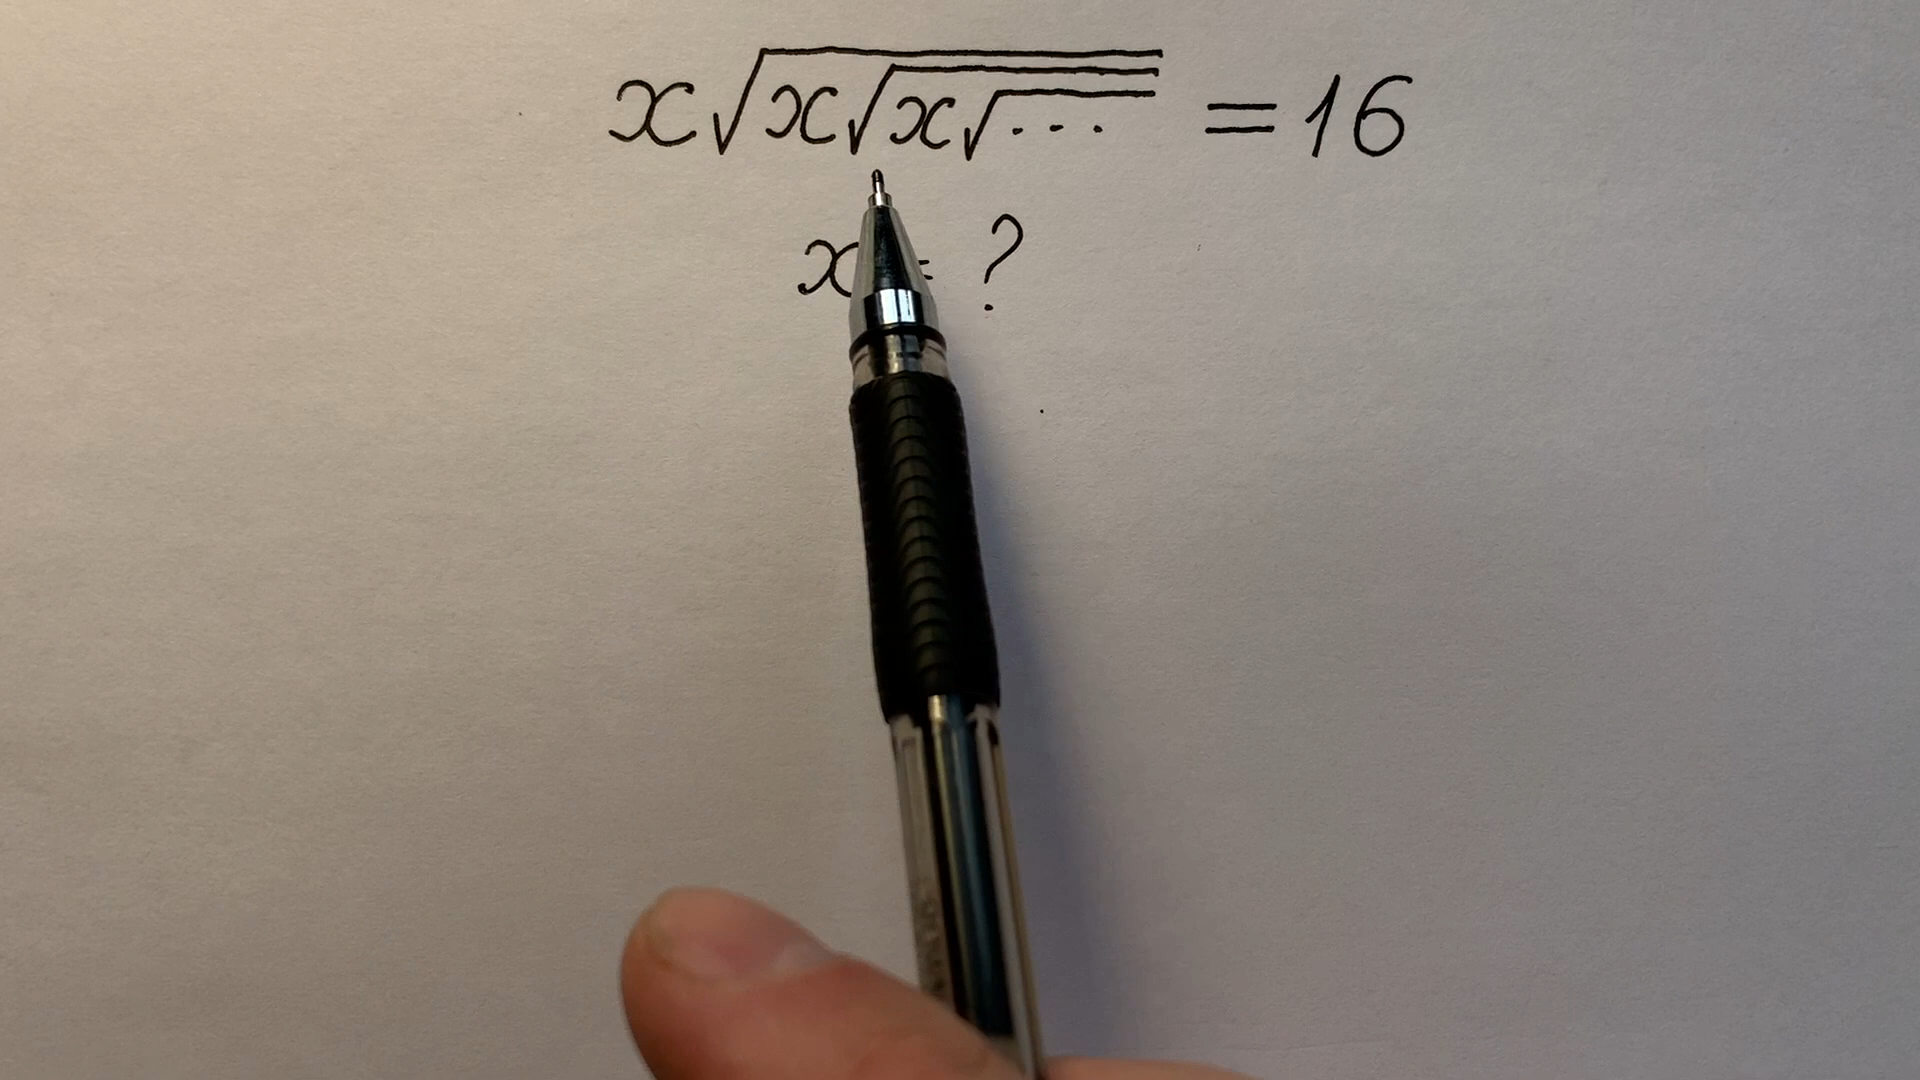 x√(x√(x√(...))) = 16
x = ?